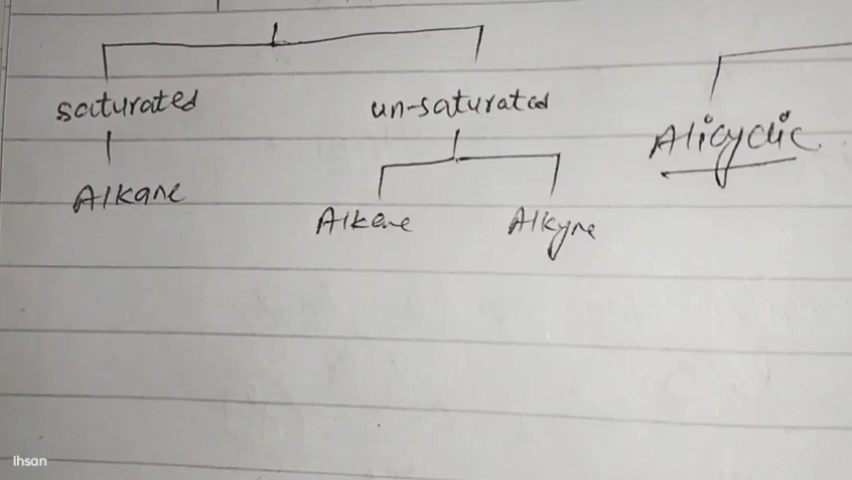 saturated un-saturated
Alicyclic.
Alkane
Alkene Alkyne
Ihsan